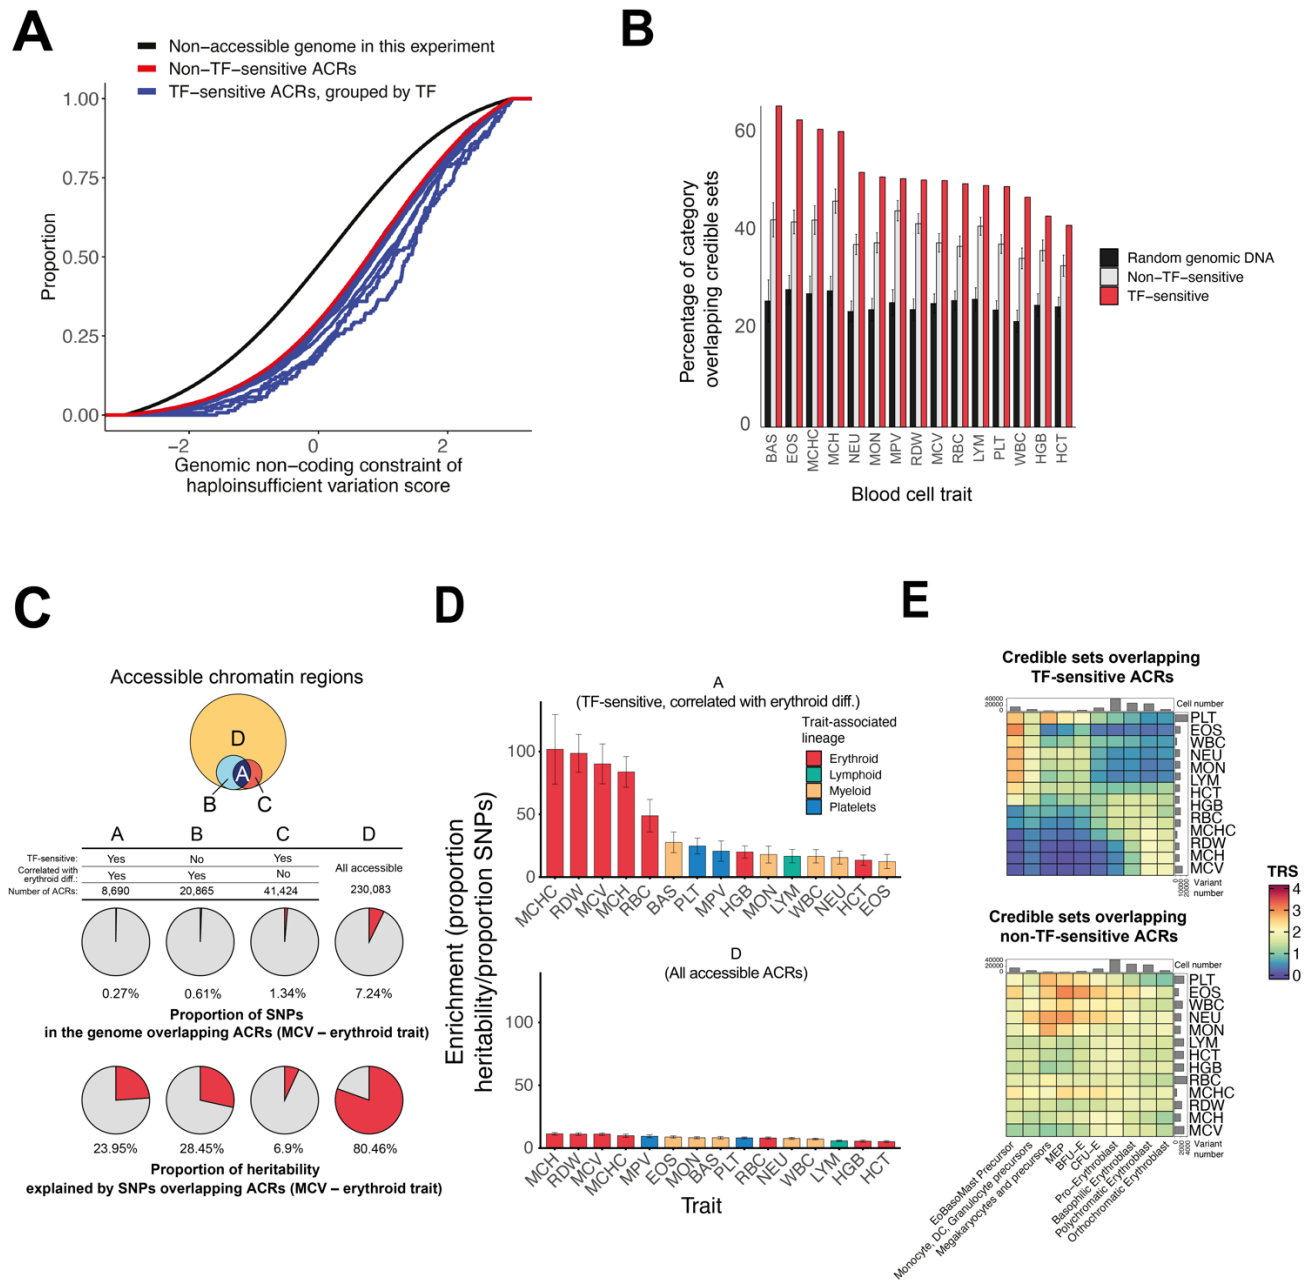 A
Non−accessible genome in this experiment
Non−TF−sensitive ACRs
TF−sensitive ACRs, grouped by TF
1.00
0.75
0.50
0.25
0.00
Proportion
−2
0
2
Genomic non−coding constraint of
haploinsufficient variation score
B
60
40
20
0
Percentage of category
overlapping credible sets
BAS
EOS
MCHC
MCH
NEU
MON
MPV
RDW
MCV
RBC
LYM
PLT
WBC
HGB
HCT
Blood cell trait
Random genomic DNA
Non−TF−sensitive
TF−sensitive
C
Accessible chromatin regions
D
A
B
C
A B C D
TF-sensitive: Yes No Yes All accessible
Correlated with
erythroid diff.: Yes Yes No
Number of ACRs: 8,690 20,865 41,424 230,083
0.27% 0.61% 1.34% 7.24%
Proportion of SNPs
in the genome overlapping ACRs (MCV – erythroid trait)
23.95% 28.45% 6.9% 80.46%
Proportion of heritability
explained by SNPs overlapping ACRs (MCV – erythroid trait)
D
A
(TF-sensitive, correlated with erythroid diff.)
Trait-associated
lineage
Erythroid
Lymphoid
Myeloid
Platelets
100
50
0
MCHC
RDW
MCV
MCH
RBC
BAS
PLT
MPV
HGB
MON
LYM
WBC
NEU
HCT
EOS
Enrichment (proportion
heritability/proportion SNPs)
D
(All accessible ACRs)
100
50
0
MCH
RDW
MCV
MCHC
MPV
EOS
MON
BAS
PLT
RBC
NEU
WBC
LYM
HGB
HCT
Trait
E
Credible sets overlapping
TF-sensitive ACRs
40000
20000
0
Cell number
PLT
EOS
WBC
NEU
MON
LYM
HCT
HGB
RBC
MCHC
RDW
MCH
MCV
Variant
number
Credible sets overlapping
non-TF-sensitive ACRs
40000
20000
0
Cell number
PLT
EOS
WBC
NEU
MON
LYM
HCT
HGB
RBC
MCHC
RDW
MCH
MCV
Variant
number
EoBasoMast Precursor
Monocyte, DC, Granulocyte precursors
Megakaryocytes and precursors
MEP
BFU−E
CFU−E
Pro−Erythroblast
Basophilic Erythroblast
Polychromatic Erythroblast
Orthochromatic Erythroblast
TRS
4
3
2
1
0